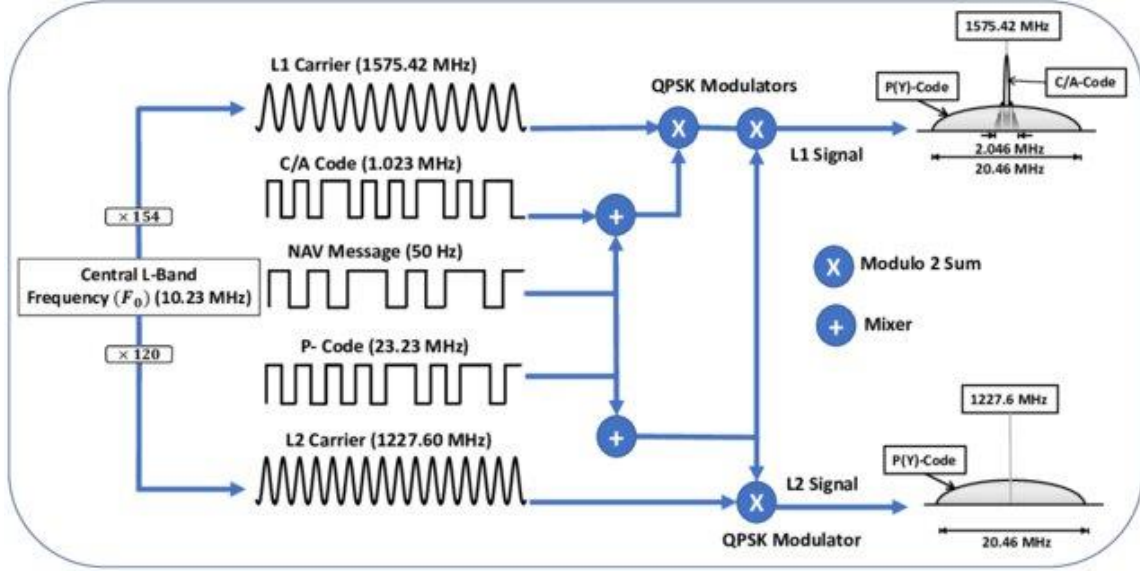 L1 Carrier (1575.42 MHz)
C/A Code (1.023 MHz)
NAV Message (50 Hz)
P- Code (23.23 MHz)
L2 Carrier (1227.60 MHz)
× 154
Central L-Band
Frequency (F₀) (10.23 MHz)
× 120
QPSK Modulators
X
X
+
+
X
L1 Signal
L2 Signal
QPSK Modulator
X
Modulo 2 Sum
+
Mixer
1575.42 MHz
P(Y)-Code
C/A-Code
2.046 MHz
20.46 MHz
1227.6 MHz
P(Y)-Code
20.46 MHz